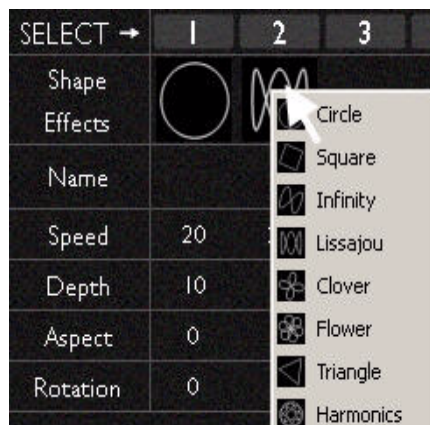 SELECT → 1 2 3
Shape
Effects
Name
Speed 20
Depth 10
Aspect 0
Rotation 0
Circle
Square
Infinity
Lissajou
Clover
Flower
Triangle
Harmonics